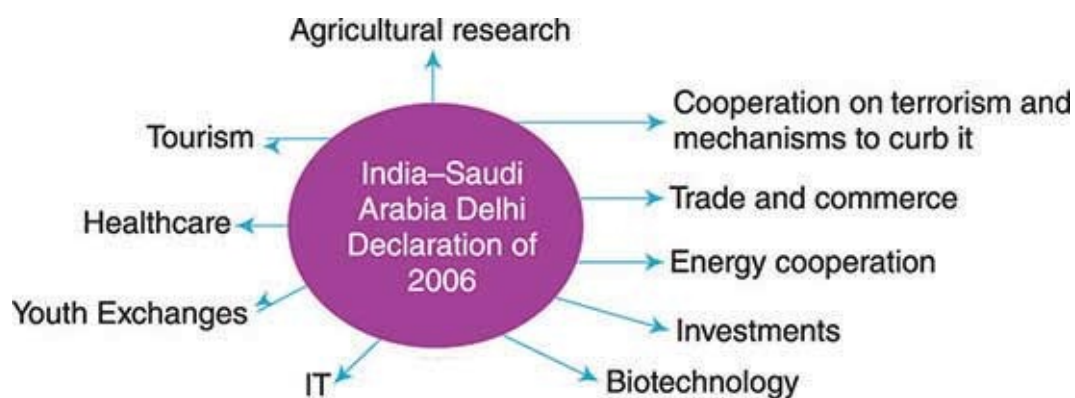 Agricultural research
Cooperation on terrorism and
mechanisms to curb it
Tourism
India–Saudi
Arabia Delhi
Declaration of
2006
Trade and commerce
Healthcare
Energy cooperation
Youth Exchanges
Investments
IT
Biotechnology